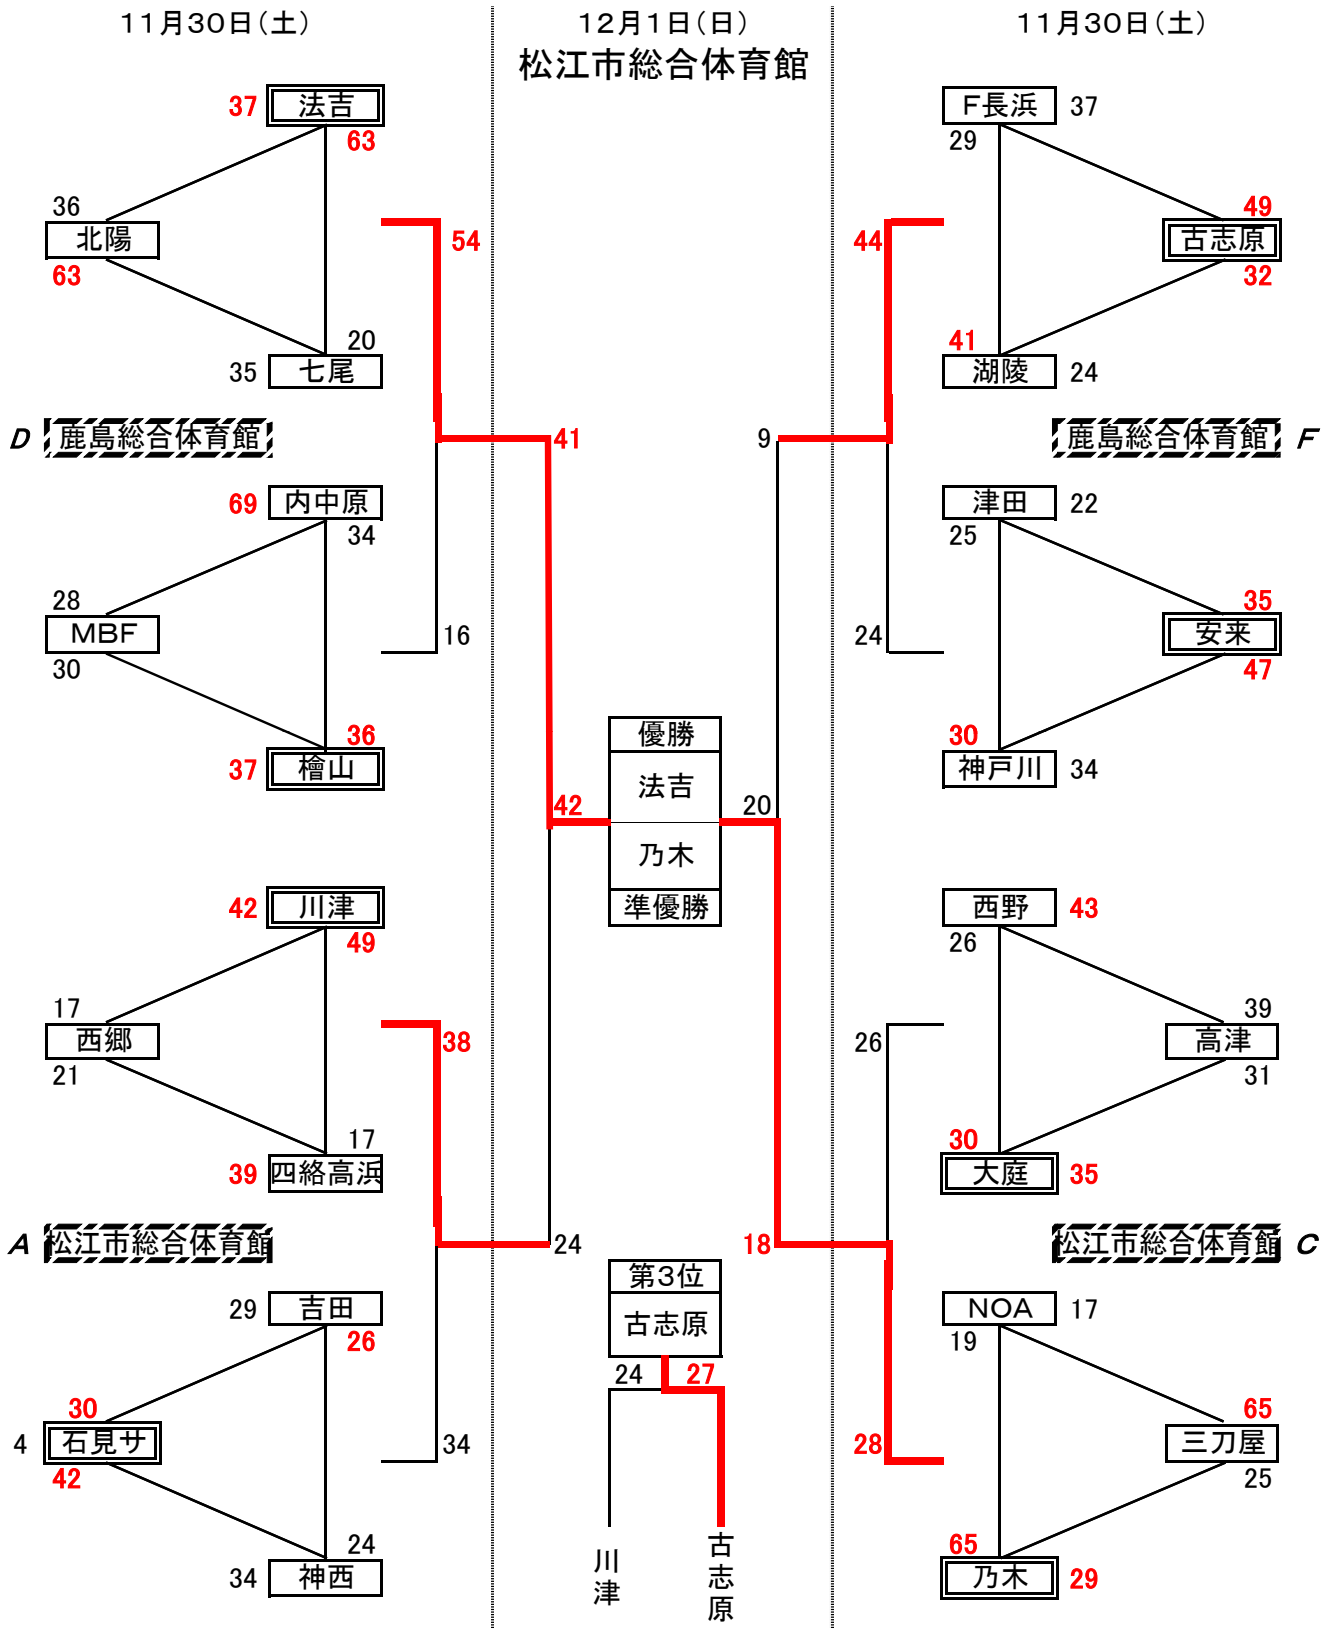 11月30日（土）
12月1日（日）
11月30日（土）
松江市総合体育館
37
法吉
63
36
北陽
63
20
35
七尾
54
D
鹿島総合体育館
41
69
内中原
34
28
MBF
30
36
37
檜山
16
F長浜
37
29
49
古志原
32
41
湖陵
24
44
9
鹿島総合体育館
F
津田
22
25
35
安来
47
30
神戸川
34
24
優勝
法吉
42
20
乃木
準優勝
42
川津
49
17
西郷
21
17
39
四絡高浜
38
A
松江市総合体育館
24
29
吉田
26
30
4
石見サ
42
24
34
神西
34
西野
43
26
39
高津
31
30
大庭
35
26
18
松江市総合体育館
C
NOA
17
19
65
三刀屋
25
65
乃木
29
28
第3位
古志原
24
27
川津
古志原